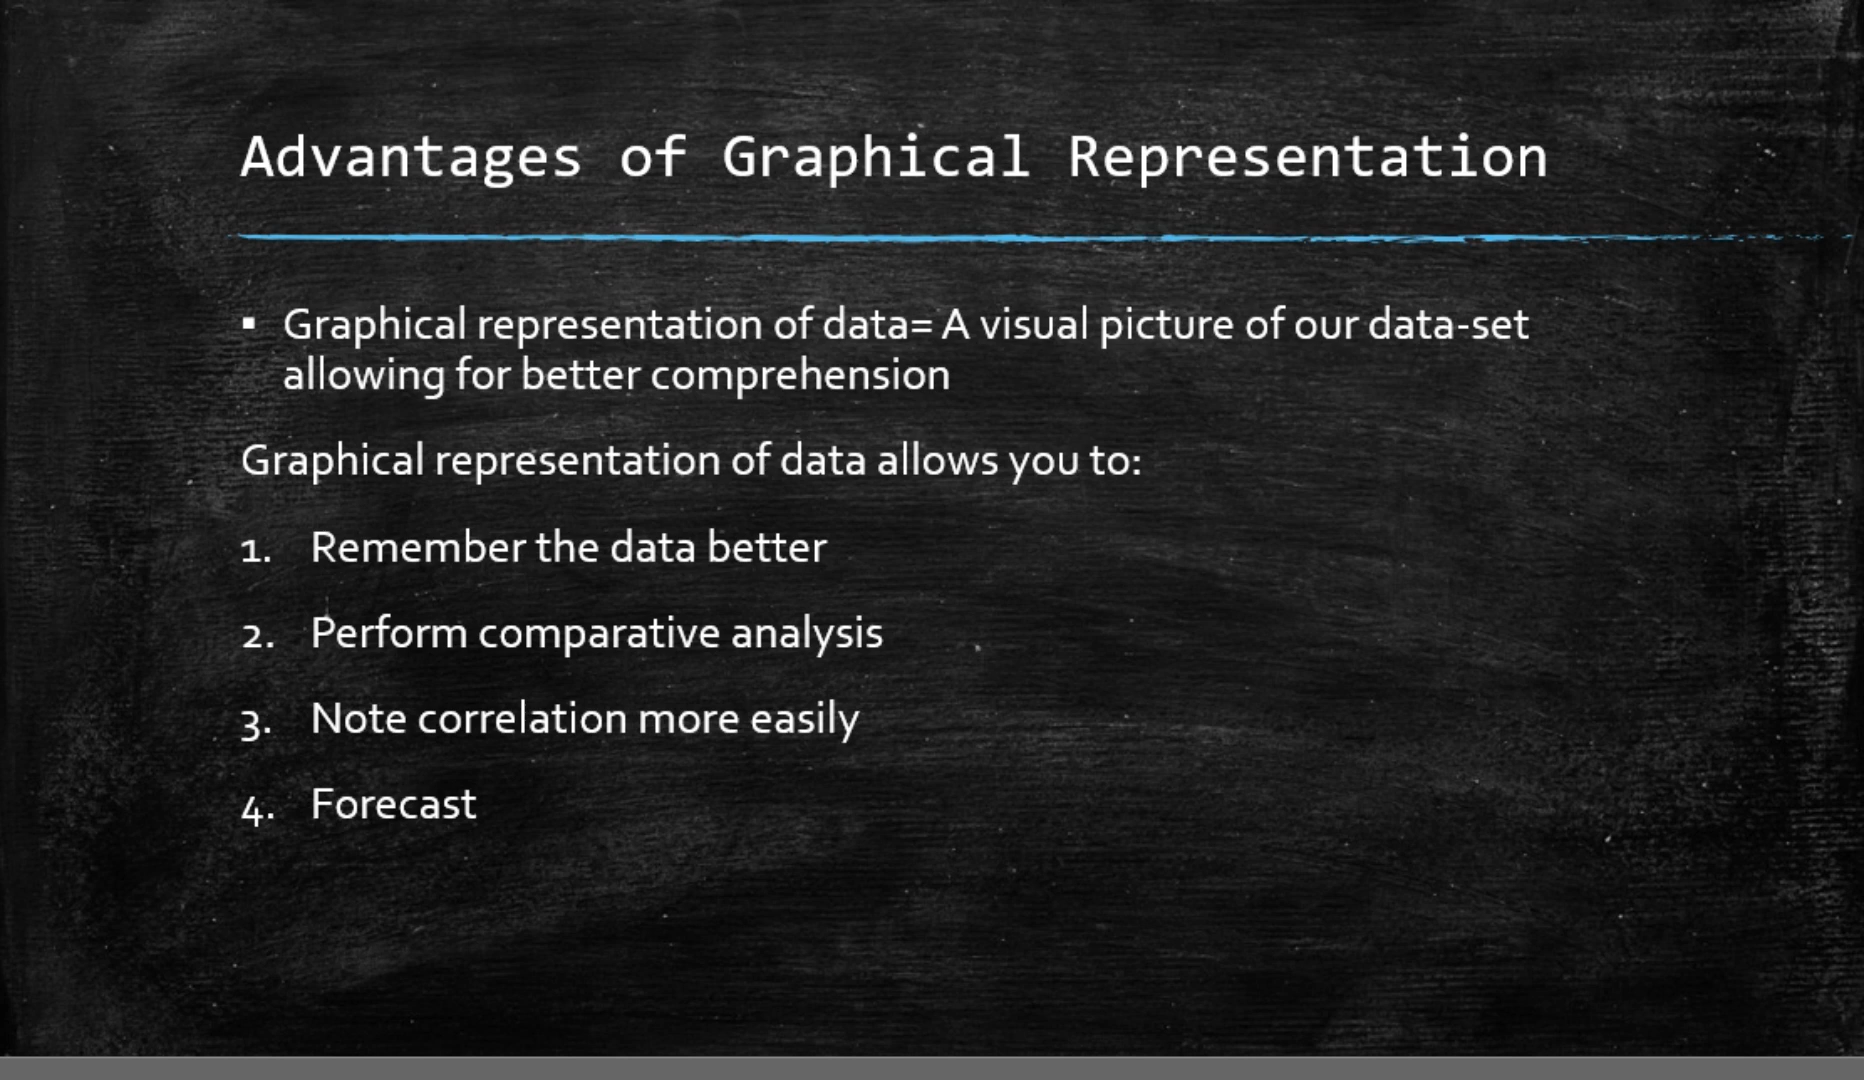 Advantages of Graphical Representation
▪ Graphical representation of data= A visual picture of our data-set
allowing for better comprehension
Graphical representation of data allows you to:
1. Remember the data better
2. Perform comparative analysis
3. Note correlation more easily
4. Forecast